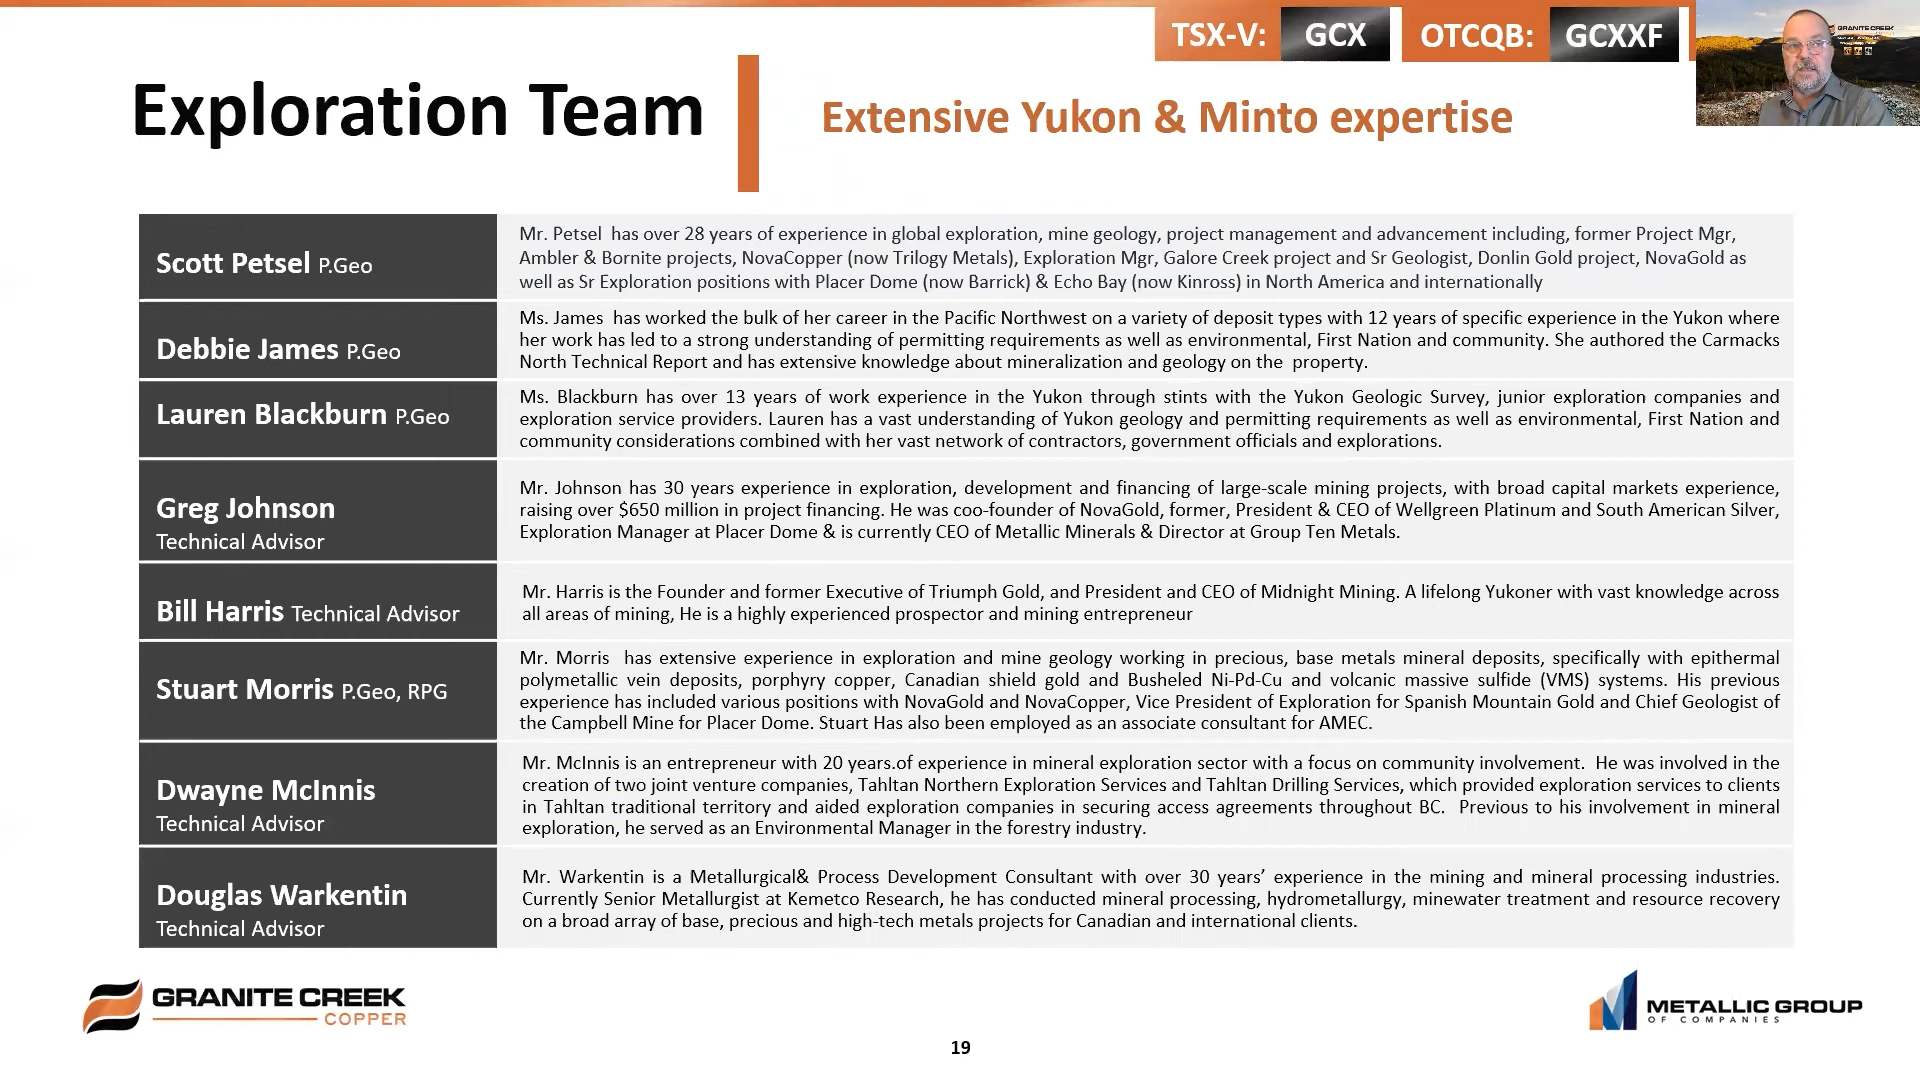 TSX-V: GCX OTCQB: GCXXF
GRANITE CREEK
Exploration Team
Extensive Yukon & Minto expertise
Scott Petsel P.Geo
Mr. Petsel has over 28 years of experience in global exploration, mine geology, project management and advancement including, former Project Mgr,
Ambler & Bornite projects, NovaCopper (now Trilogy Metals), Exploration Mgr, Galore Creek project and Sr Geologist, Donlin Gold project, NovaGold as
well as Sr Exploration positions with Placer Dome (now Barrick) & Echo Bay (now Kinross) in North America and internationally
Debbie James P.Geo
Ms. James has worked the bulk of her career in the Pacific Northwest on a variety of deposit types with 12 years of specific experience in the Yukon where
her work has led to a strong understanding of permitting requirements as well as environmental, First Nation and community. She authored the Carmacks
North Technical Report and has extensive knowledge about mineralization and geology on the property.
Lauren Blackburn P.Geo
Ms. Blackburn has over 13 years of work experience in the Yukon through stints with the Yukon Geologic Survey, junior exploration companies and
exploration service providers. Lauren has a vast understanding of Yukon geology and permitting requirements as well as environmental, First Nation and
community considerations combined with her vast network of contractors, government officials and explorations.
Greg Johnson
Technical Advisor
Mr. Johnson has 30 years experience in exploration, development and financing of large-scale mining projects, with broad capital markets experience,
raising over $650 million in project financing. He was coo-founder of NovaGold, former, President & CEO of Wellgreen Platinum and South American Silver,
Exploration Manager at Placer Dome & is currently CEO of Metallic Minerals & Director at Group Ten Metals.
Bill Harris Technical Advisor
Mr. Harris is the Founder and former Executive of Triumph Gold, and President and CEO of Midnight Mining. A lifelong Yukoner with vast knowledge across
all areas of mining, He is a highly experienced prospector and mining entrepreneur
Stuart Morris P.Geo, RPG
Mr. Morris has extensive experience in exploration and mine geology working in precious, base metals mineral deposits, specifically with epithermal
polymetallic vein deposits, porphyry copper, Canadian shield gold and Busheled Ni-Pd-Cu and volcanic massive sulfide (VMS) systems. His previous
experience has included various positions with NovaGold and NovaCopper, Vice President of Exploration for Spanish Mountain Gold and Chief Geologist of
the Campbell Mine for Placer Dome. Stuart Has also been employed as an associate consultant for AMEC.
Dwayne McInnis
Technical Advisor
Mr. McInnis is an entrepreneur with 20 years.of experience in mineral exploration sector with a focus on community involvement. He was involved in the
creation of two joint venture companies, Tahltan Northern Exploration Services and Tahltan Drilling Services, which provided exploration services to clients
in Tahltan traditional territory and aided exploration companies in securing access agreements throughout BC. Previous to his involvement in mineral
exploration, he served as an Environmental Manager in the forestry industry.
Douglas Warkentin
Technical Advisor
Mr. Warkentin is a Metallurgical& Process Development Consultant with over 30 years’ experience in the mining and mineral processing industries.
Currently Senior Metallurgist at Kemetco Research, he has conducted mineral processing, hydrometallurgy, minewater treatment and resource recovery
on a broad array of base, precious and high-tech metals projects for Canadian and international clients.
GRANITE CREEK
COPPER
METALLIC GROUP
OF COMPANIES
19